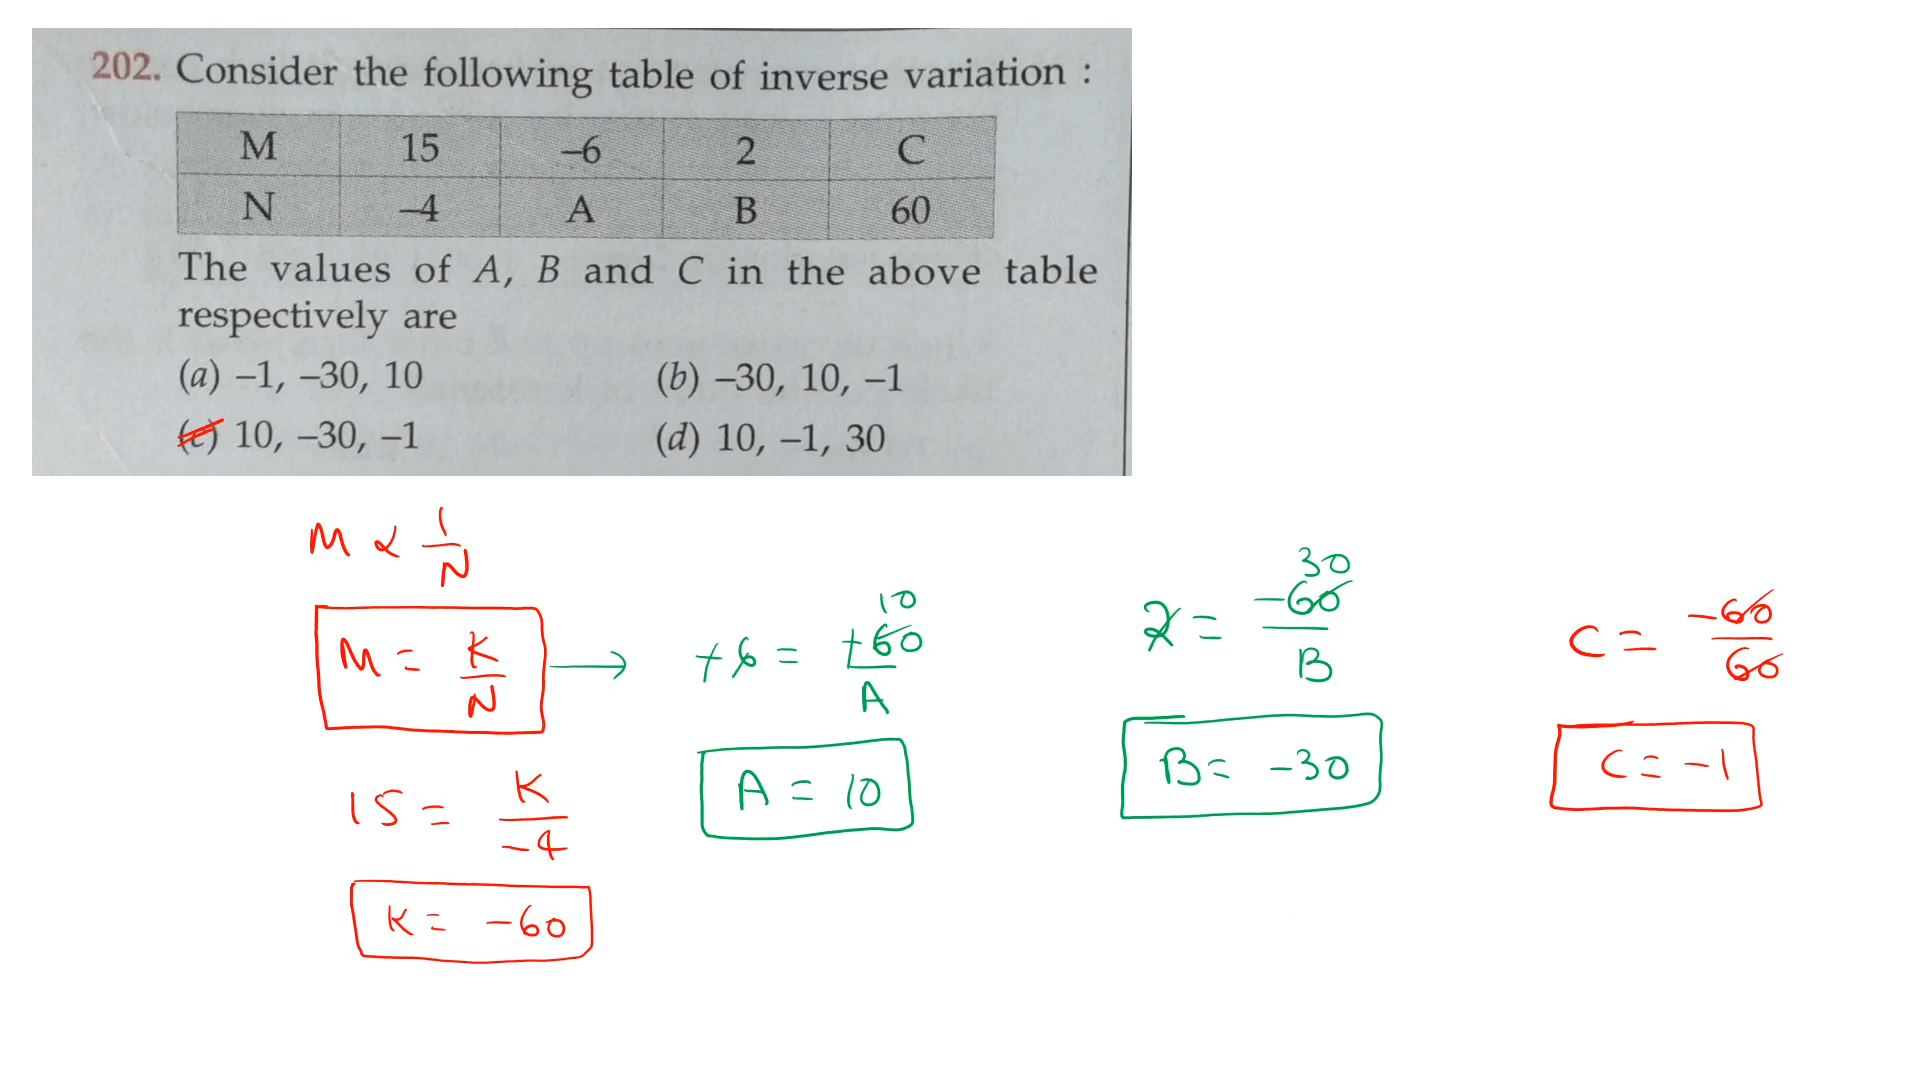 202. Consider the following table of inverse variation :
M 15 –6 2 C
N –4 A B 60
The values of A, B and C in the above table
respectively are
(a) –1, –30, 10 (b) –30, 10, –1
(c) 10, –30, –1 (d) 10, –1, 30
M ∝ 1/N
M = K/N → +6 = +60/A
10
A = 10
15 = K/-4
K = -60
30
2 = -60/B
B = -30
C = -60/60
C = -1